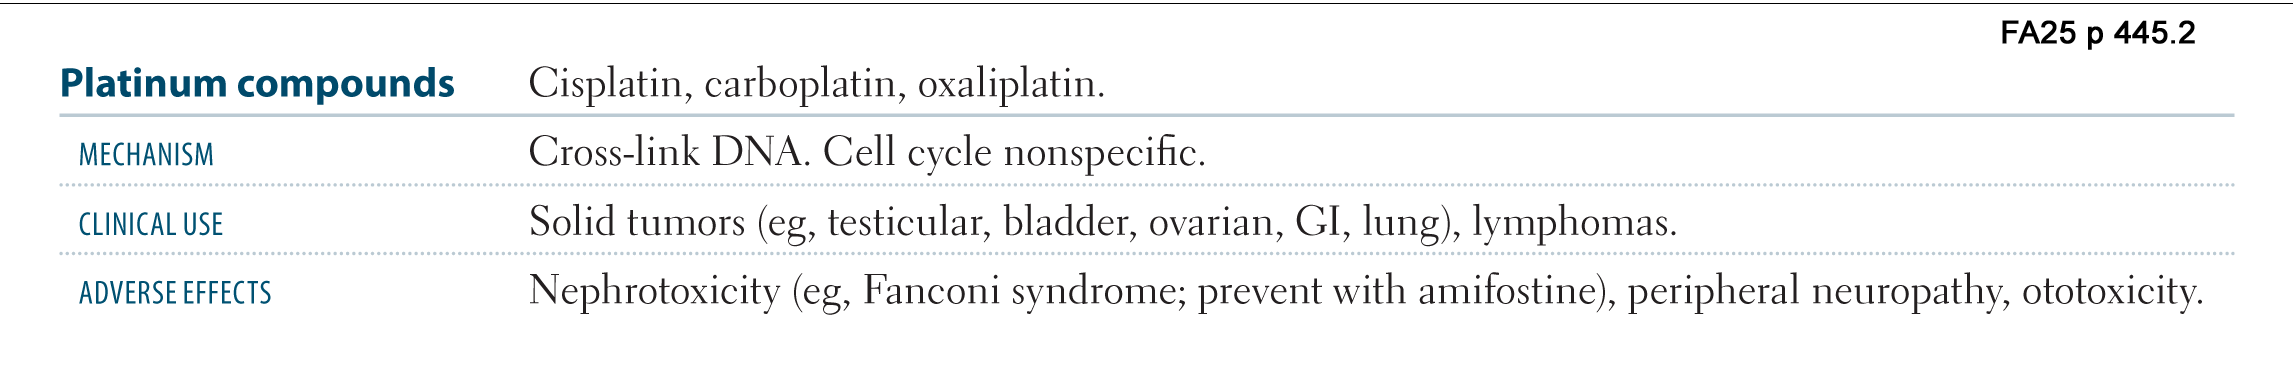 FA25 p 445.2
Platinum compounds Cisplatin, carboplatin, oxaliplatin.
MECHANISM Cross-link DNA. Cell cycle nonspecific.
CLINICAL USE Solid tumors (eg, testicular, bladder, ovarian, GI, lung), lymphomas.
ADVERSE EFFECTS Nephrotoxicity (eg, Fanconi syndrome; prevent with amifostine), peripheral neuropathy, ototoxicity.